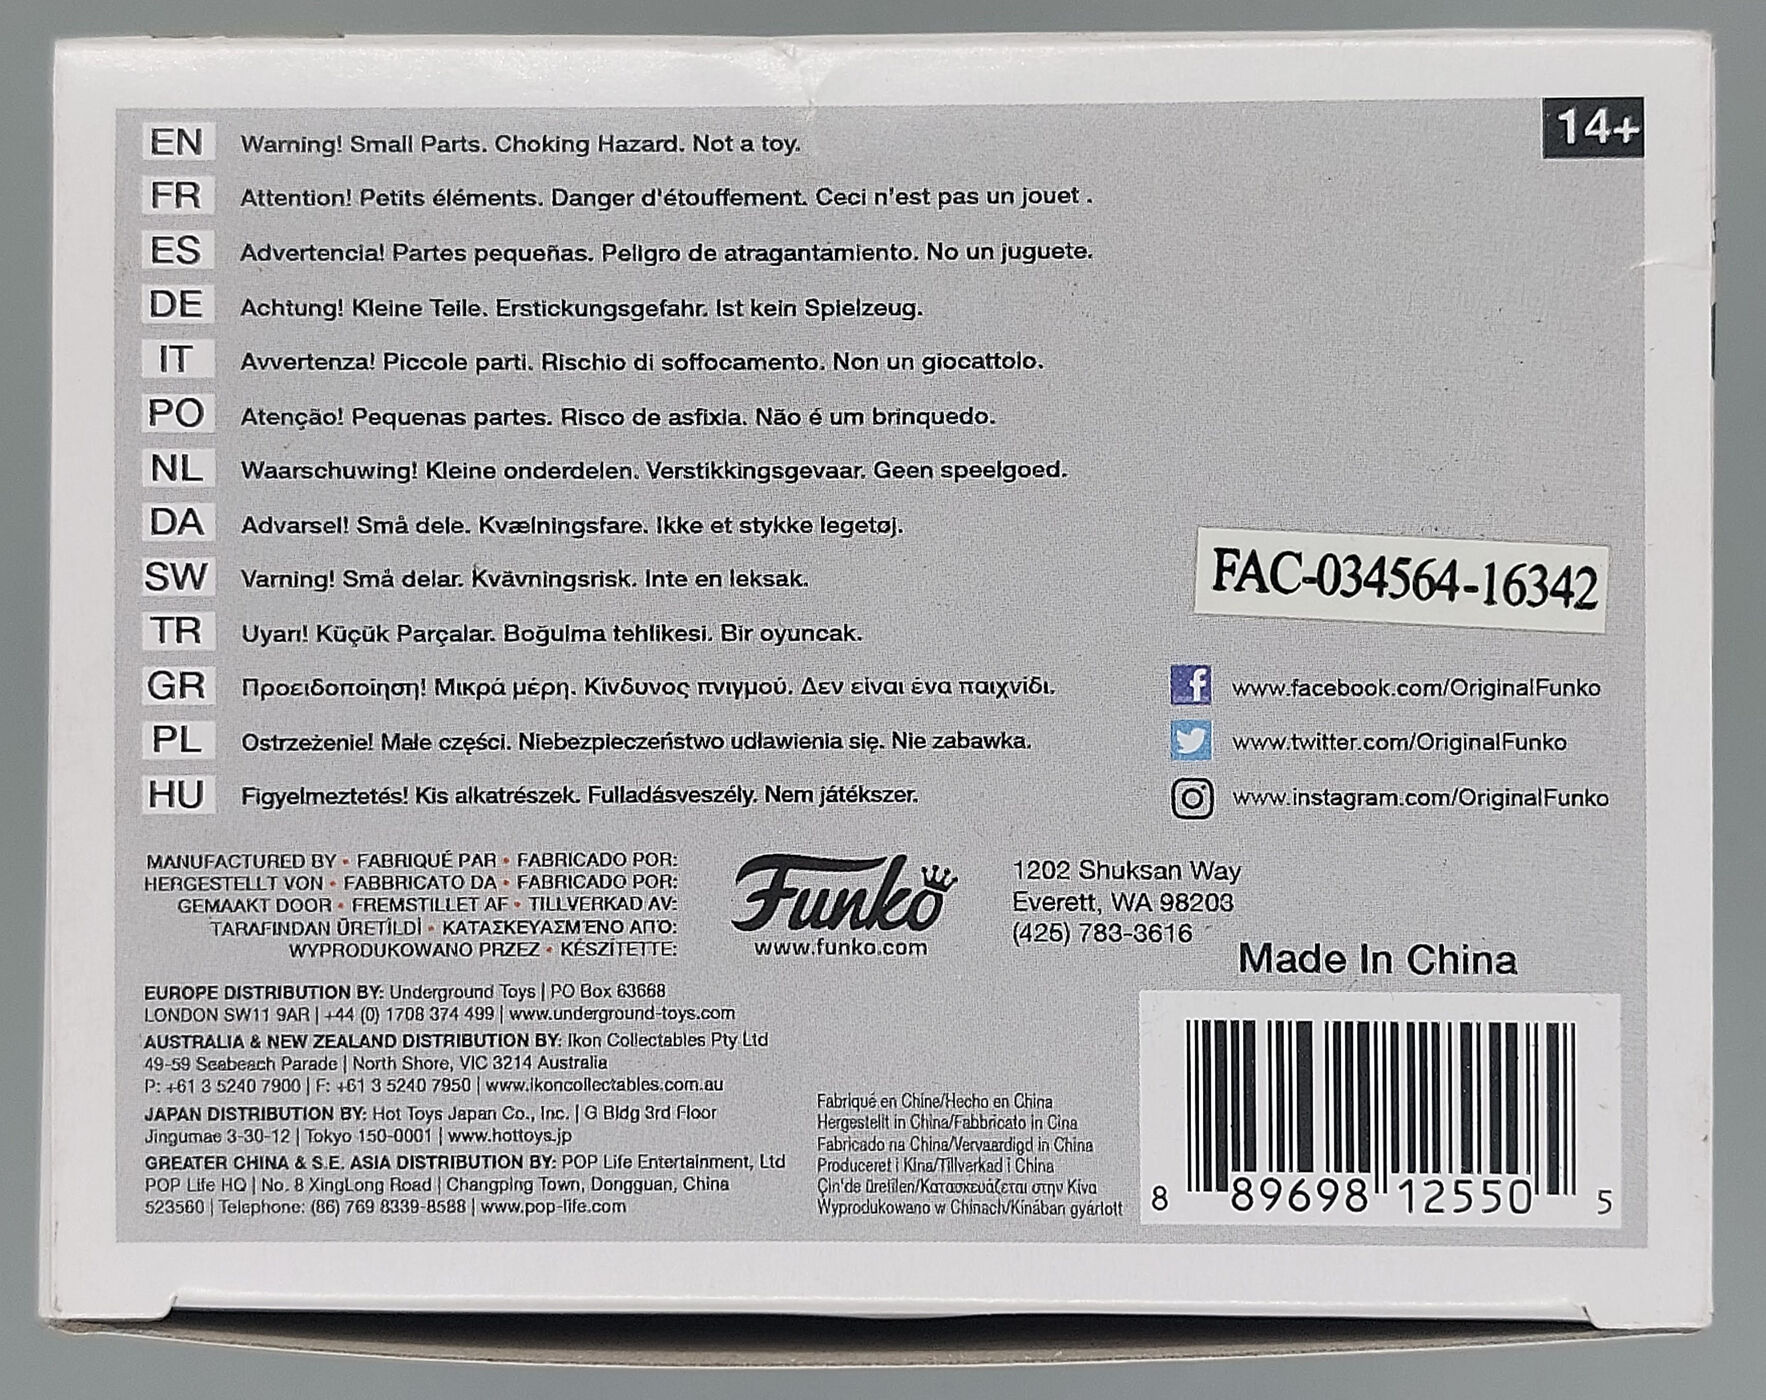 14+
EN Warning! Small Parts. Choking Hazard. Not a toy.
FR Attention! Petits éléments. Danger d'étouffement. Ceci n'est pas un jouet .
ES Advertencia! Partes pequeñas. Peligro de atragantamiento. No un juguete.
DE Achtung! Kleine Teile. Erstickungsgefahr. Ist kein Spielzeug.
IT Avvertenza! Piccole parti. Rischio di soffocamento. Non un giocattolo.
PO Atenção! Pequenas partes. Risco de asfixia. Não é um brinquedo.
NL Waarschuwing! Kleine onderdelen. Verstikkingsgevaar. Geen speelgoed.
DA Advarsel! Små dele. Kvælningsfare. Ikke et stykke legetøj.
SW Varning! Små delar. Kvävningsrisk. Inte en leksak.
TR Uyarı! Küçük Parçalar. Boğulma tehlikesi. Bir oyuncak.
GR Προειδοποίηση! Μικρά μέρη. Κίνδυνος πνιγμού. Δεν είναι ένα παιχνίδι.
PL Ostrzeżenie! Małe części. Niebezpieczeństwo udławienia się. Nie zabawka.
HU Figyelmeztetés! Kis alkatrészek. Fulladásveszély. Nem játékszer.
FAC-034564-16342
www.facebook.com/OriginalFunko
www.twitter.com/OriginalFunko
www.instagram.com/OriginalFunko
MANUFACTURED BY • FABRIQUÉ PAR • FABRICADO POR:
HERGESTELLT VON • FABBRICATO DA • FABRICADO POR:
GEMAAKT DOOR • FREMSTILLET AF • TILLVERKAD AV:
TARAFINDAN ÜRETİLDİ • ΚΑΤΑΣΚΕΥΑΣΜΈΝΟ ΑΠΌ:
WYPRODUKOWANO PRZEZ • KÉSZÍTETTE:
Funko
www.funko.com
1202 Shuksan Way
Everett, WA 98203
(425) 783-3616
Made In China
EUROPE DISTRIBUTION BY: Underground Toys | PO Box 63668
LONDON SW11 9AR | +44 (0) 1708 374 499 | www.underground-toys.com
AUSTRALIA & NEW ZEALAND DISTRIBUTION BY: Ikon Collectables Pty Ltd
49-59 Seabeach Parade | North Shore, VIC 3214 Australia
P: +61 3 5240 7900 | F: +61 3 5240 7950 | www.ikoncollectables.com.au
JAPAN DISTRIBUTION BY: Hot Toys Japan Co., Inc. | G Bldg 3rd Floor
Jingumae 3-30-12 | Tokyo 150-0001 | www.hottoys.jp
GREATER CHINA & S.E. ASIA DISTRIBUTION BY: POP Life Entertainment, Ltd
POP Life HQ | No. 8 XingLong Road | Changping Town, Dongguan, China
523560 | Telephone: (86) 769 8339-8588 | www.pop-life.com
Fabriqué en Chine/Hecho en China
Hergestellt in China/Fabbricato in Cina
Fabricado na China/Vervaardigd in China
Produceret i Kina/Tillverkad i China
Çin'de üretilen/Κατασκευάζεται στην Κίνα
Wyprodukowano w Chinach/Kínában gyártott
8 89698 12550 5